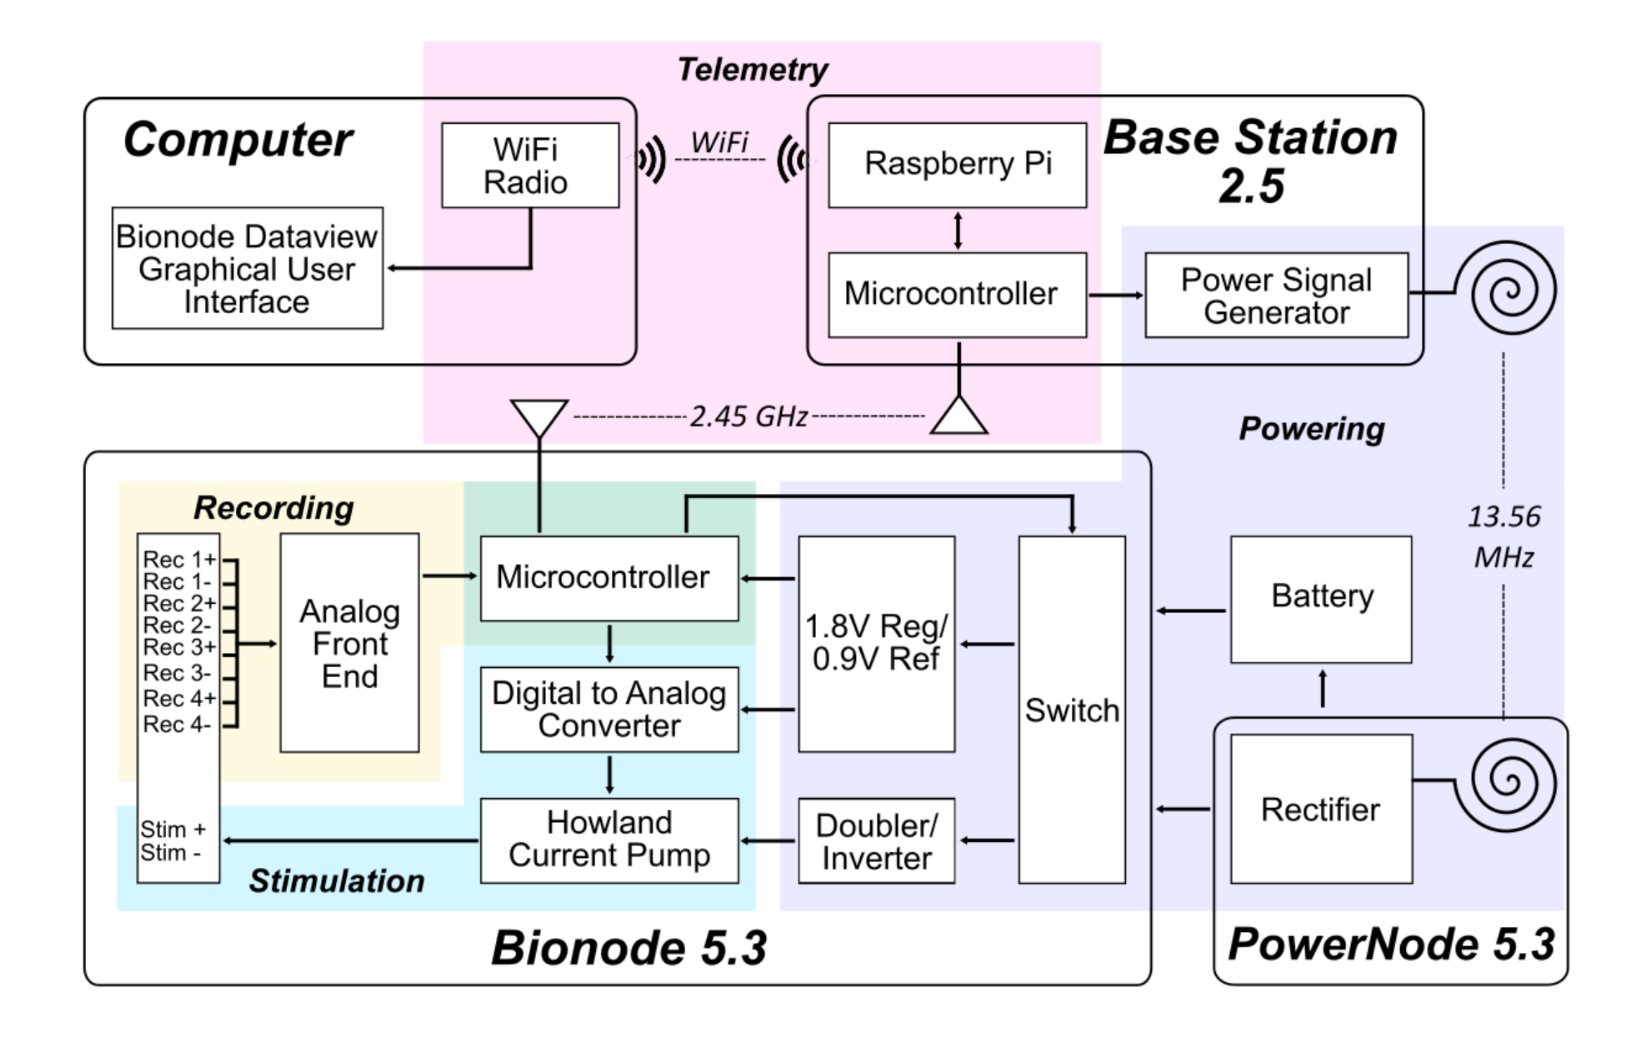 Telemetry
Computer
WiFi
Radio
WiFi
Raspberry Pi
Base Station
2.5
Bionode Dataview
Graphical User
Interface
Microcontroller
Power Signal
Generator
2.45 GHz
Powering
13.56
MHz
Recording
Rec 1+
Rec 1-
Rec 2+
Rec 2-
Rec 3+
Rec 3-
Rec 4+
Rec 4-
Analog
Front
End
Microcontroller
1.8V Reg/
0.9V Ref
Switch
Battery
Digital to Analog
Converter
Stim +
Stim -
Stimulation
Howland
Current Pump
Doubler/
Inverter
Rectifier
Bionode 5.3
PowerNode 5.3